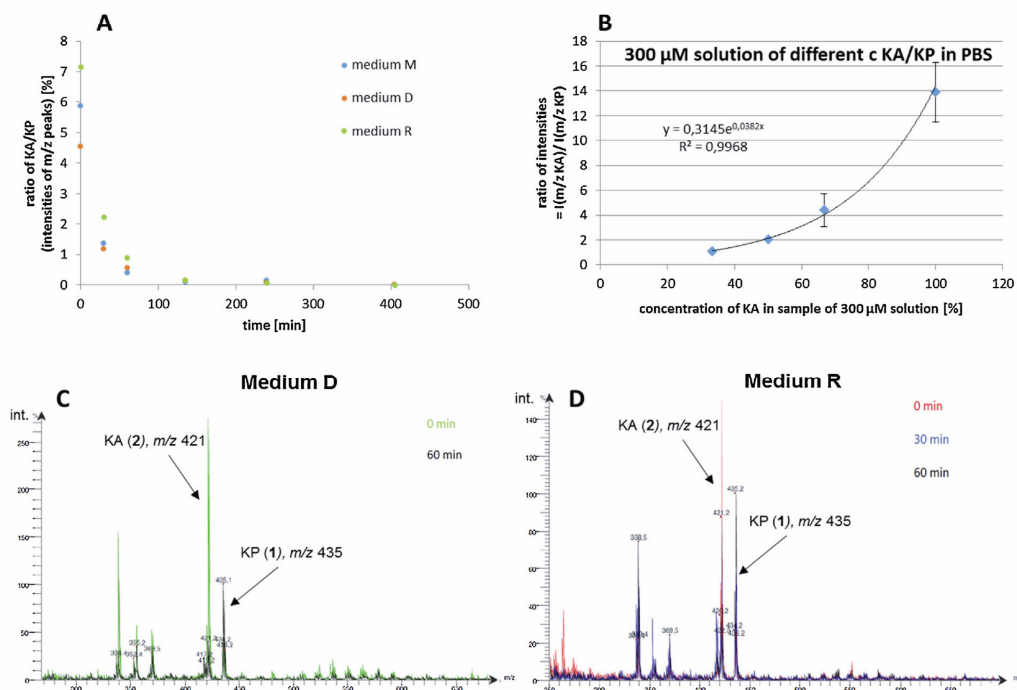 A
8
7
6
5
4
3
2
1
0
0
100
200
300
400
500
ratio of KA/KP
(intensities of m/z peaks) [%]
time [min]
medium M
medium D
medium R
B
300 µM solution of different c KA/KP in PBS
18
16
14
12
10
8
6
4
2
0
0
20
40
60
80
100
120
y = 0,3145e^0,0382x
R² = 0,9968
ratio of intensities
= I(m/z KA)/ I(m/z KP)
concentration of KA in sample of 300 µM solution [%]
Medium D
C
int.
%
250
200
150
100
50
0
KA (2), m/z 421
KP (1), m/z 435
0 min
60 min
435,1
355,2
369,5
m/z
Medium R
D
int.
%
140
120
100
80
60
40
20
0
KA (2), m/z 421
KP (1), m/z 435
0 min
30 min
60 min
435,2
421,2
338,5
369,5